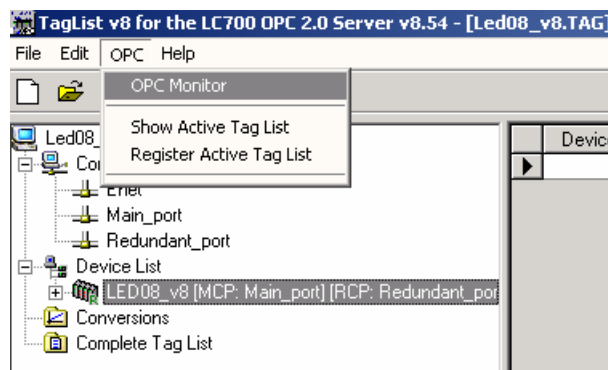 TagList v8 for the LC700 OPC 2.0 Server v8.54 - [Led08_v8.TAG]
File Edit OPC Help
OPC Monitor
Show Active Tag List
Register Active Tag List
Led08_
Devic
Enet
Main_port
Redundant_port
Device List
LED08_v8 [MCP: Main_port] [RCP: Redundant_por
Conversions
Complete Tag List